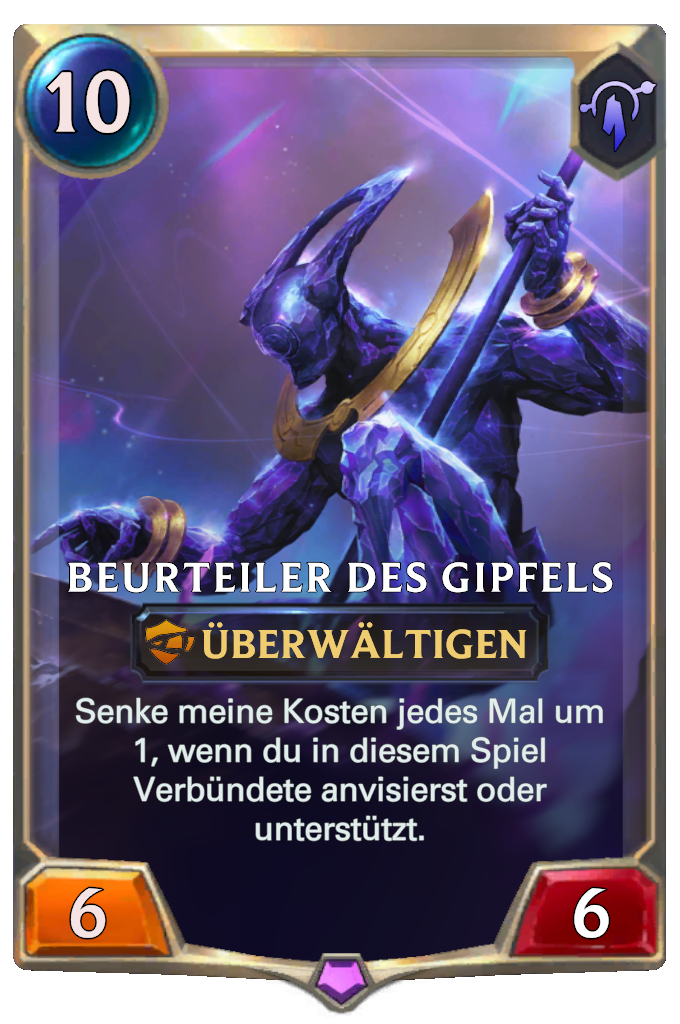 10
BEURTEILER DES GIPFELS
ÜBERWÄLTIGEN
Senke meine Kosten jedes Mal um
1, wenn du in diesem Spiel
Verbündete anvisierst oder
unterstützt.
6
6